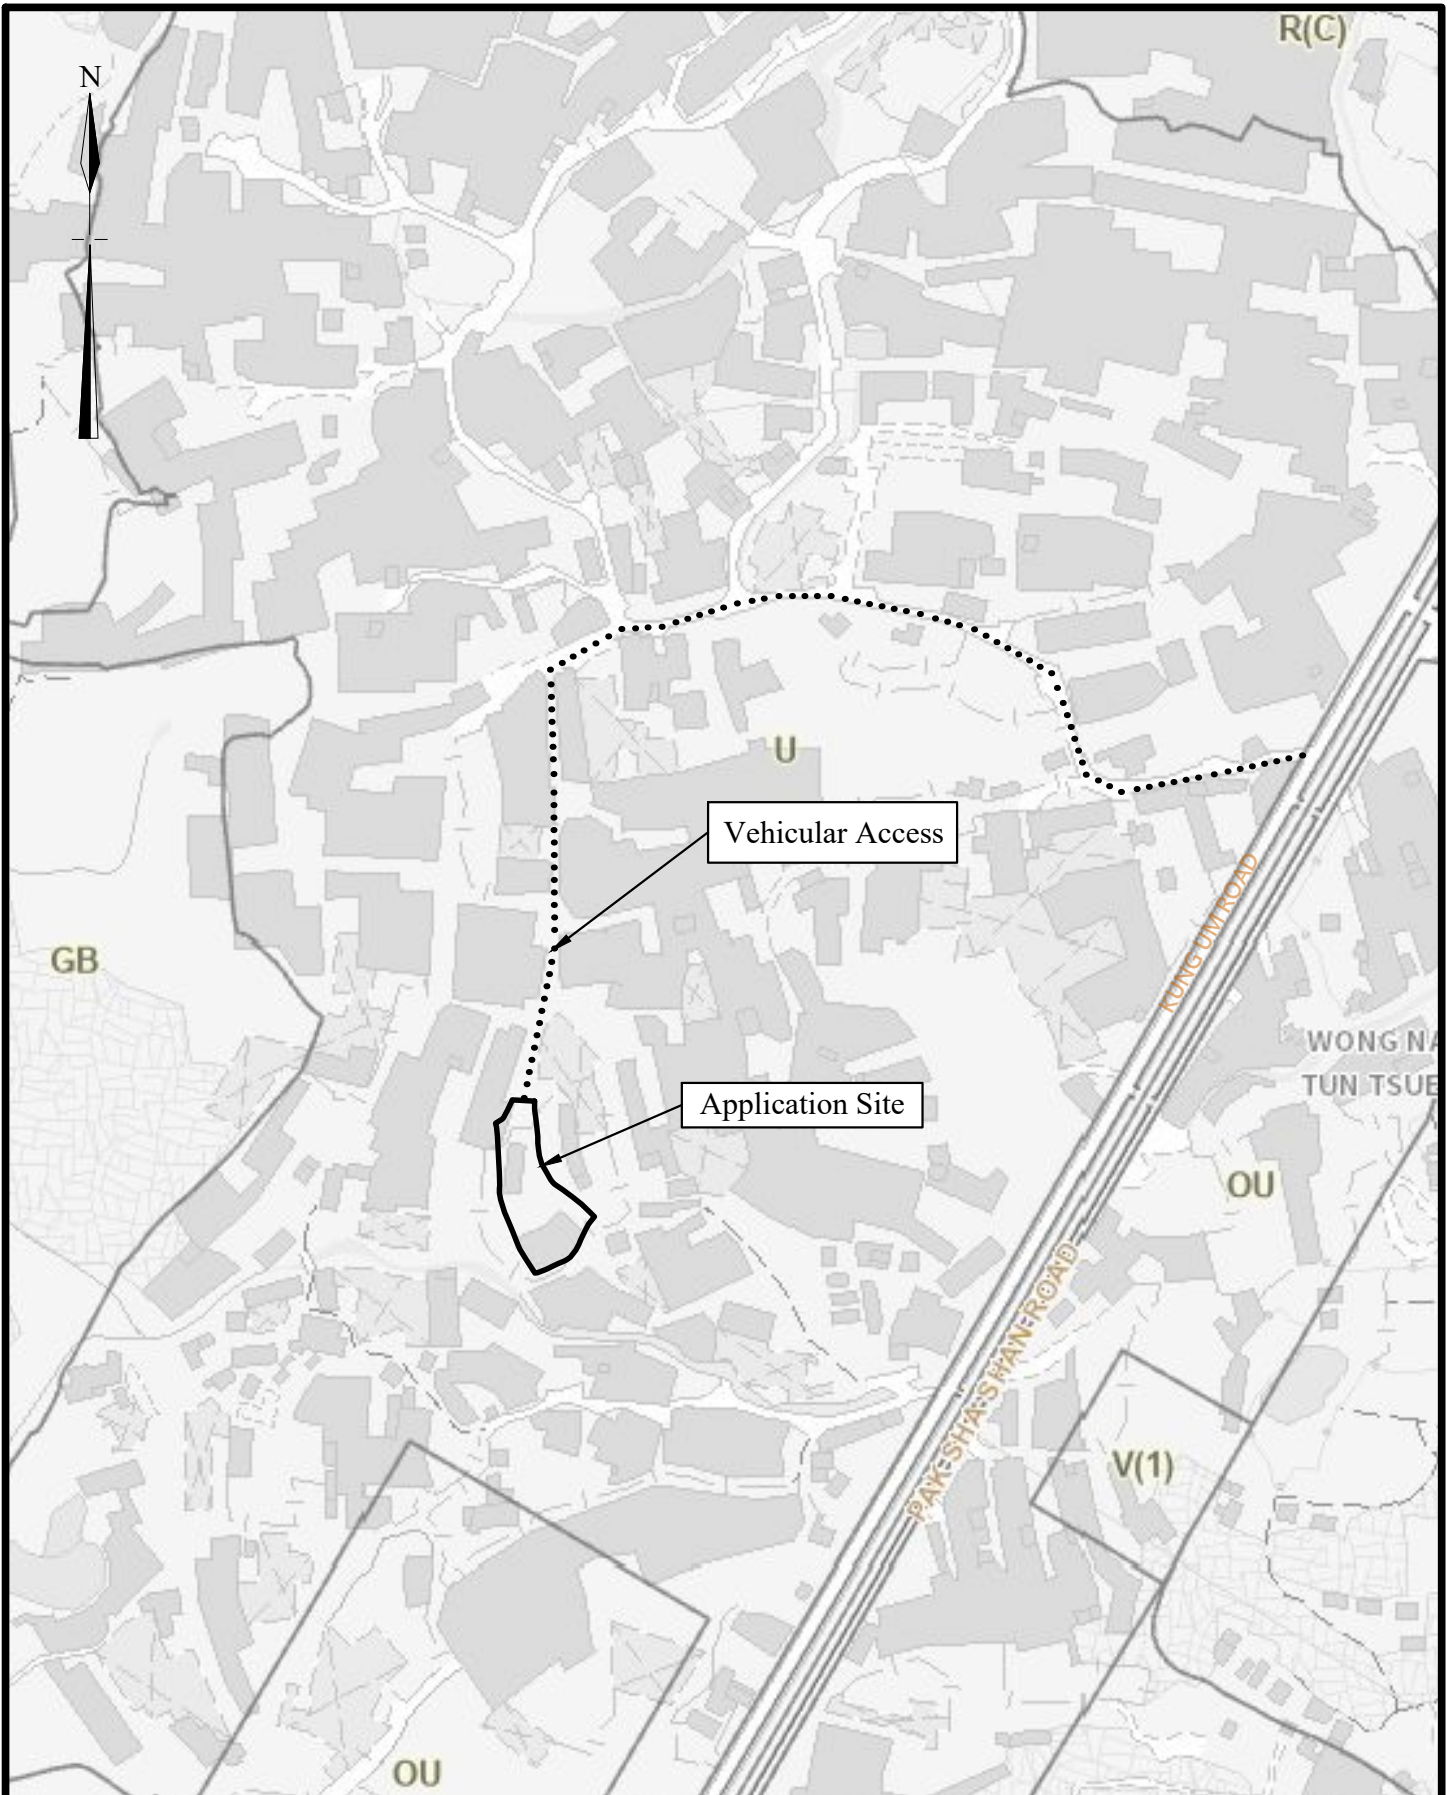 R(C)
N
U
Vehicular Access
KUNG UM ROAD
GB
WONG NA
TUN TSUE
Application Site
OU
PAK SHA SHAN ROAD
V(1)
OU